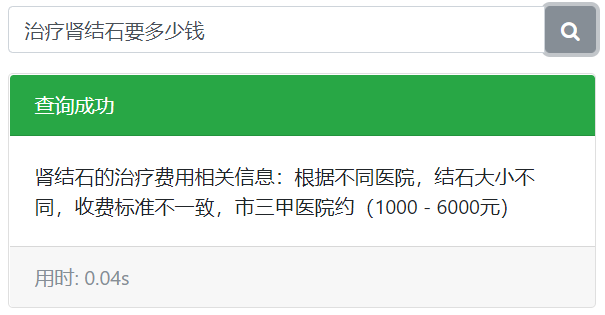 治疗肾结石要多少钱
查询成功
肾结石的治疗费用相关信息：根据不同医院，结石大小不
同，收费标准不一致，市三甲医院约（1000 - 6000元）
用时: 0.04s